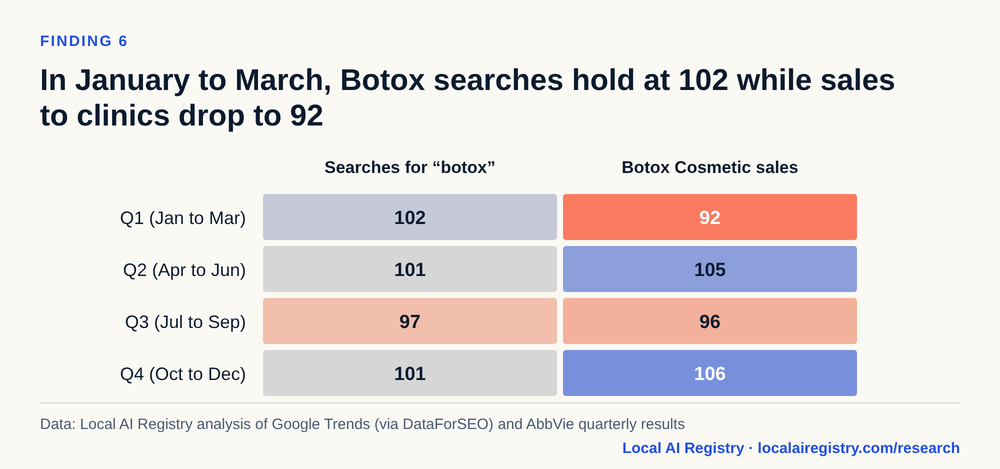 FINDING 6
In January to March, Botox searches hold at 102 while sales
to clinics drop to 92
Searches for “botox” Botox Cosmetic sales
Q1 (Jan to Mar) 102 92
Q2 (Apr to Jun) 101 105
Q3 (Jul to Sep) 97 96
Q4 (Oct to Dec) 101 106
Data: Local AI Registry analysis of Google Trends (via DataForSEO) and AbbVie quarterly results
Local AI Registry · localairegistry.com/research